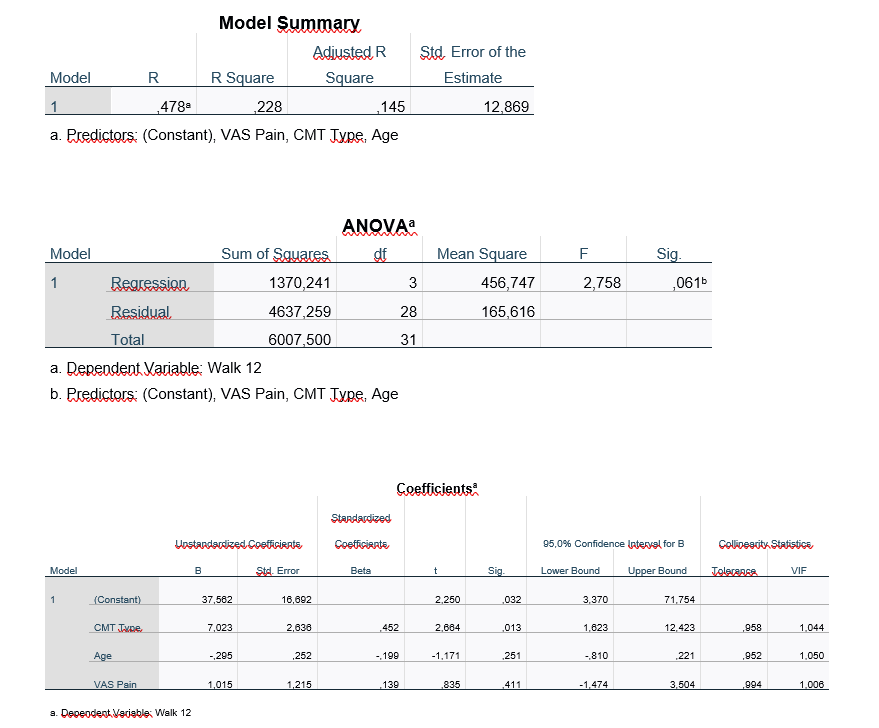 Model Summary
Model R R Square Adjusted R Square Std. Error of the Estimate
1 ,478ᵃ ,228 ,145 12,869
a. Predictors: (Constant), VAS Pain, CMT Type, Age
ANOVAᵃ
Model Sum of Squares df Mean Square F Sig.
1 Regression 1370,241 3 456,747 2,758 ,061ᵇ
Residual 4637,259 28 165,616
Total 6007,500 31
a. Dependent Variable: Walk 12
b. Predictors: (Constant), VAS Pain, CMT Type, Age
Coefficientsᵃ
Model Unstandardized Coefficients Standardized Coefficients t Sig. 95,0% Confidence Interval for B Collinearity Statistics
B Std. Error Beta Lower Bound Upper Bound Tolerance VIF
1 (Constant) 37,562 16,692 2,250 ,032 3,370 71,754
CMT Type 7,023 2,636 ,452 2,664 ,013 1,623 12,423 ,958 1,044
Age -,295 ,252 -,199 -1,171 ,251 -,810 ,221 ,952 1,050
VAS Pain 1,015 1,215 ,139 ,835 ,411 -1,474 3,504 ,994 1,006
a. Dependent Variable: Walk 12